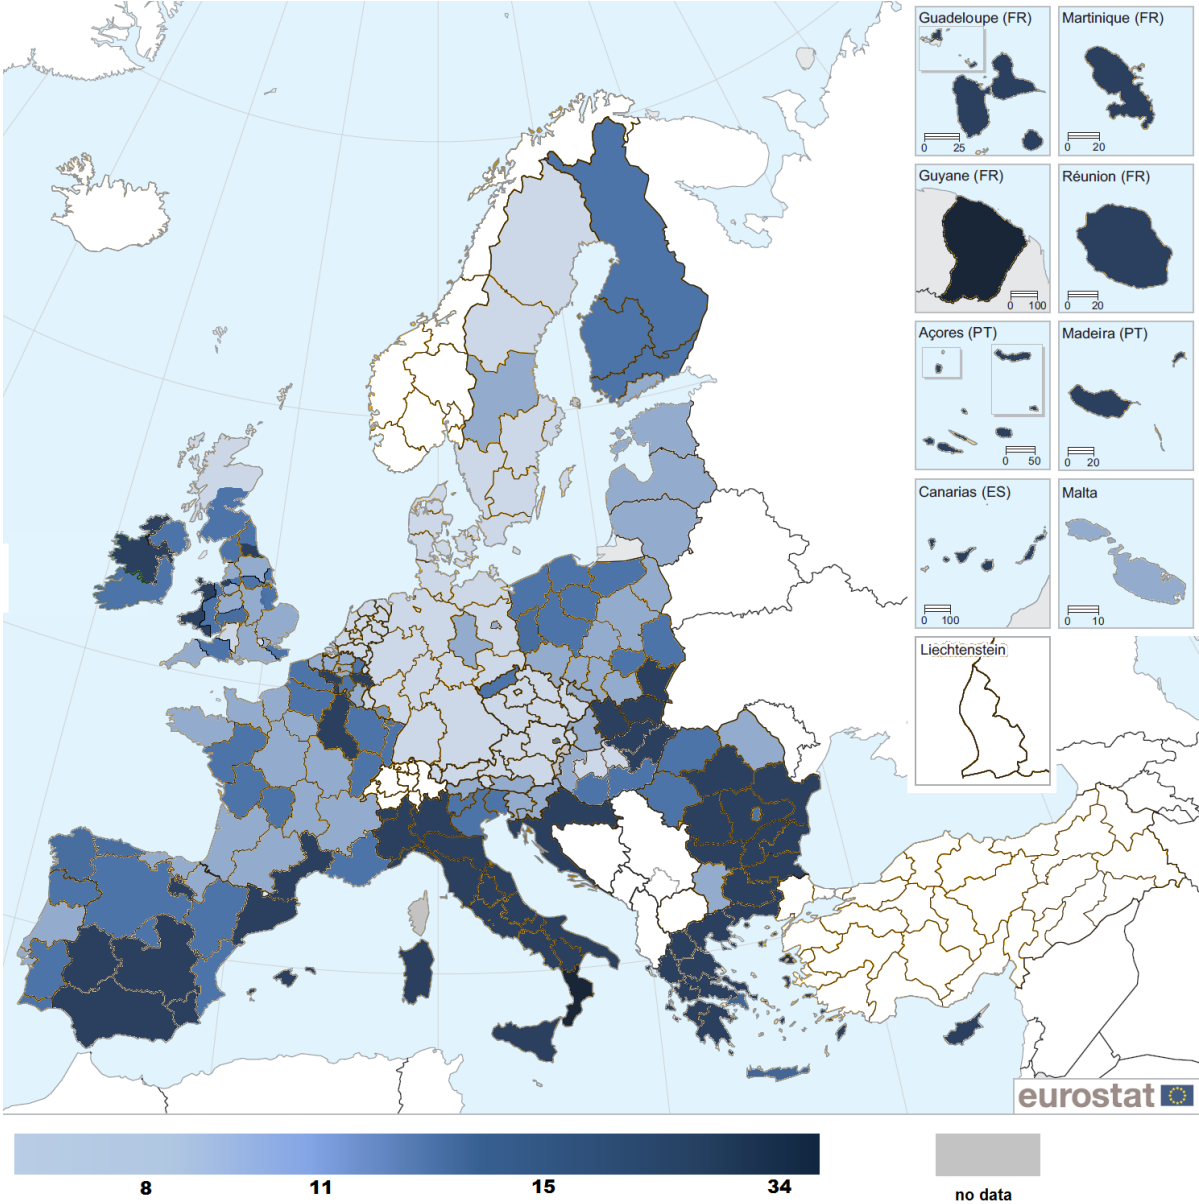 Guadeloupe (FR)
0 25
Martinique (FR)
0 20
Guyane (FR)
0 100
Réunion (FR)
0 20
Açores (PT)
0 50
Madeira (PT)
0 20
Canarias (ES)
0 100
Malta
0 10
Liechtenstein
eurostat
8 11 15 34
no data